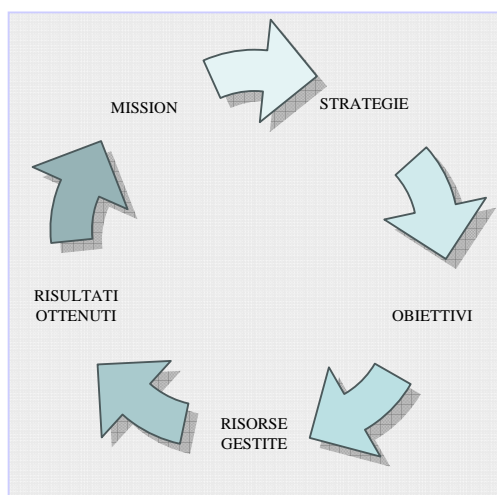 MISSION
STRATEGIE
OBIETTIVI
RISORSE
GESTITE
RISULTATI
OTTENUTI